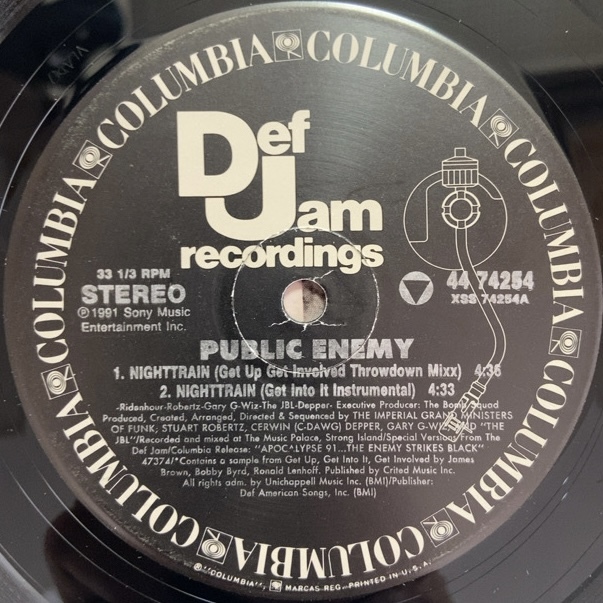 COLUMBIA COLUMBIA COLUMBIA COLUMBIA COLUMBIA COLUMBIA COLUMBIA COLUMBIA
Def
Jam
recordings
33 1/3 RPM
STEREO
℗ 1991 Sony Music
Entertainment Inc.
44 74254
XSS 74254A
PUBLIC ENEMY
1. NIGHTTRAIN (Get Up Get Involved Throwdown Mixx) 4:36
2. NIGHTTRAIN (Get Into It Instrumental) 4:33
-Ridenhour-Robertz-Gary G-Wiz-The JBL-Depper- Executive Producer: The Bomb Squad
Produced, Created, Arranged, Directed & Sequenced by THE IMPERIAL GRAND MINISTERS
OF FUNK, STUART ROBERTZ, CERWIN (C-DAWG) DEPPER, GARY G-WIZ AND "THE
JBL"/Recorded and mixed at The Music Palace, Strong Island/Special Versions From The
Def Jam/Columbia Release: "APOCALYPSE 91...THE ENEMY STRIKES BLACK"
47374/*Contains a sample from Get Up, Get Into It, Get Involved by James
Brown, Bobby Byrd, Ronald Lenhoff. Published by Crited Music Inc.
All rights adm. by Unichappell Music Inc. (BMI)/Publisher:
Def American Songs, Inc. (BMI)
"COLUMBIA", MARCAS REG. PRINTED IN U.S.A.